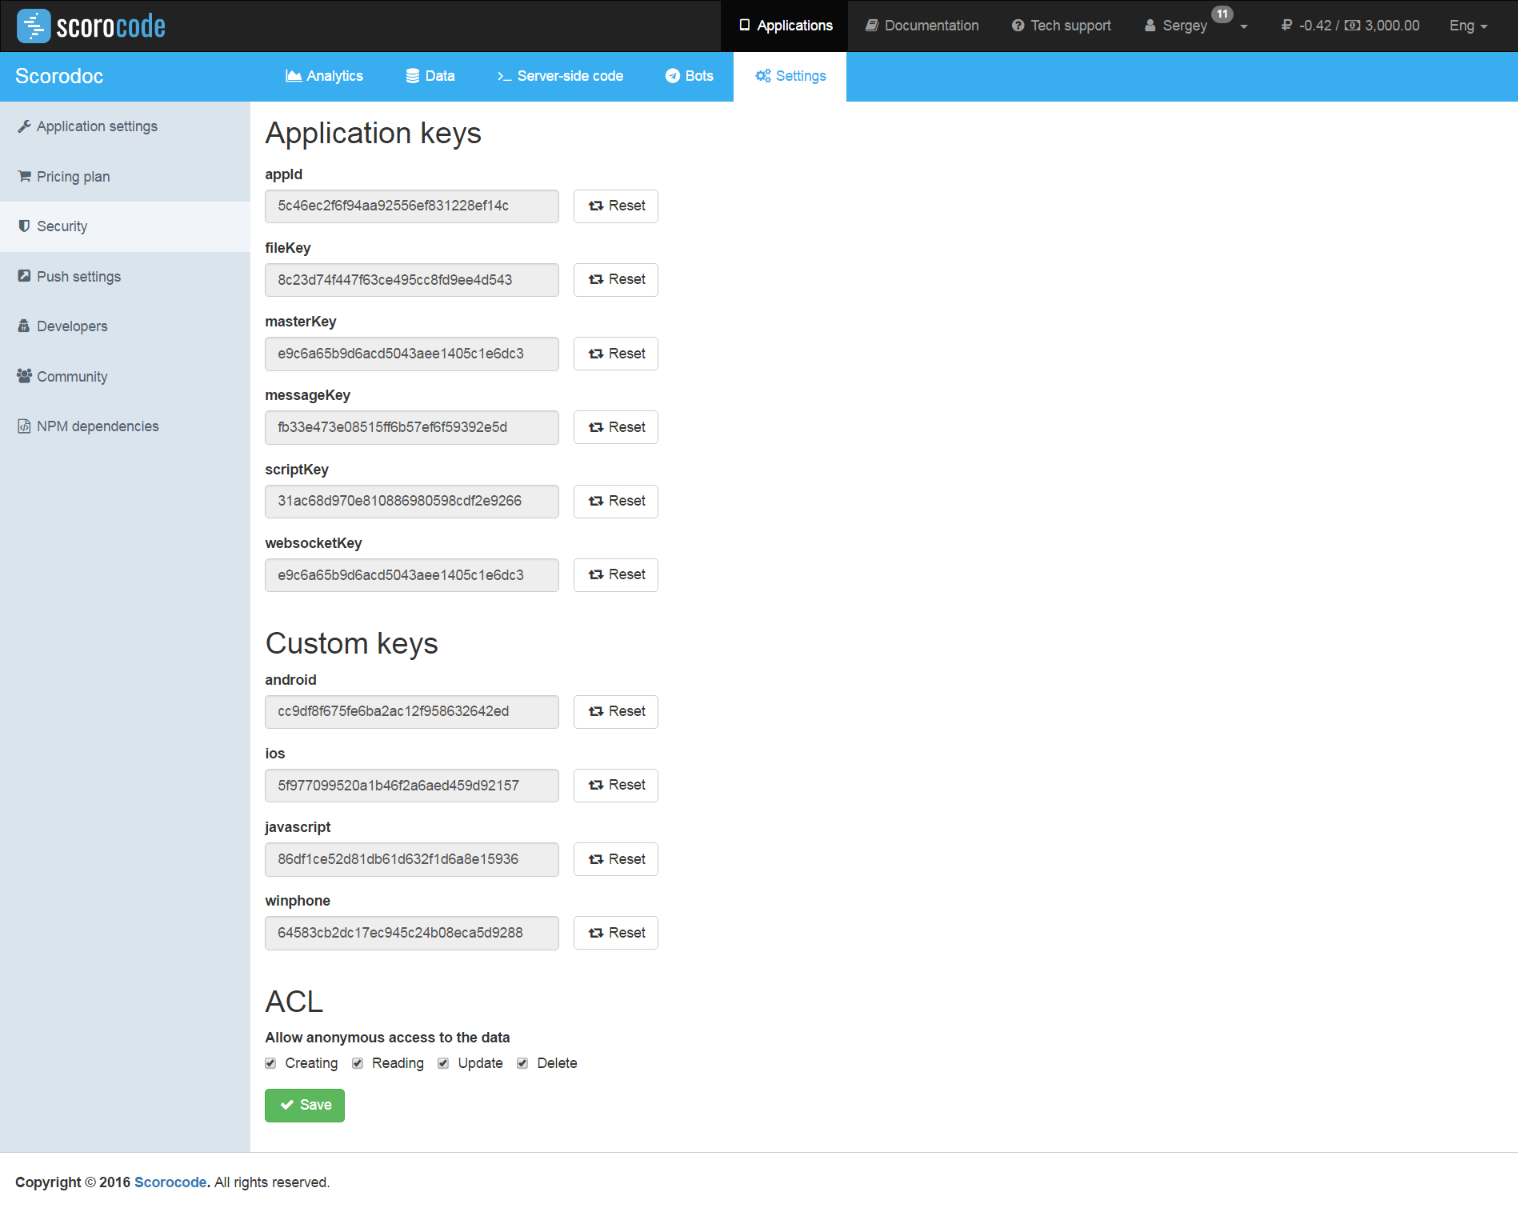 scorocode
Applications
Documentation
Tech support
Sergey
11
-0.42 / 3,000.00
Eng
Scorodoc
Analytics
Data
Server-side code
Bots
Settings
Application settings
Pricing plan
Security
Push settings
Developers
Community
NPM dependencies
Application keys
appId
5c46ec2f6f94aa92556ef831228ef14c
Reset
fileKey
8c23d74f447f63ce495cc8fd9ee4d543
Reset
masterKey
e9c6a65b9d6acd5043aee1405c1e6dc3
Reset
messageKey
fb33e473e08515ff6b57ef6f59392e5d
Reset
scriptKey
31ac68d970e810886980598cdf2e9266
Reset
websocketKey
e9c6a65b9d6acd5043aee1405c1e6dc3
Reset
Custom keys
android
cc9df8f675fe6ba2ac12f958632642ed
Reset
ios
5f977099520a1b46f2a6aed459d92157
Reset
javascript
86df1ce52d81db61d632f1d6a8e15936
Reset
winphone
64583cb2dc17ec945c24b08eca5d9288
Reset
ACL
Allow anonymous access to the data
Creating Reading Update Delete
Save
Copyright © 2016 Scorocode. All rights reserved.